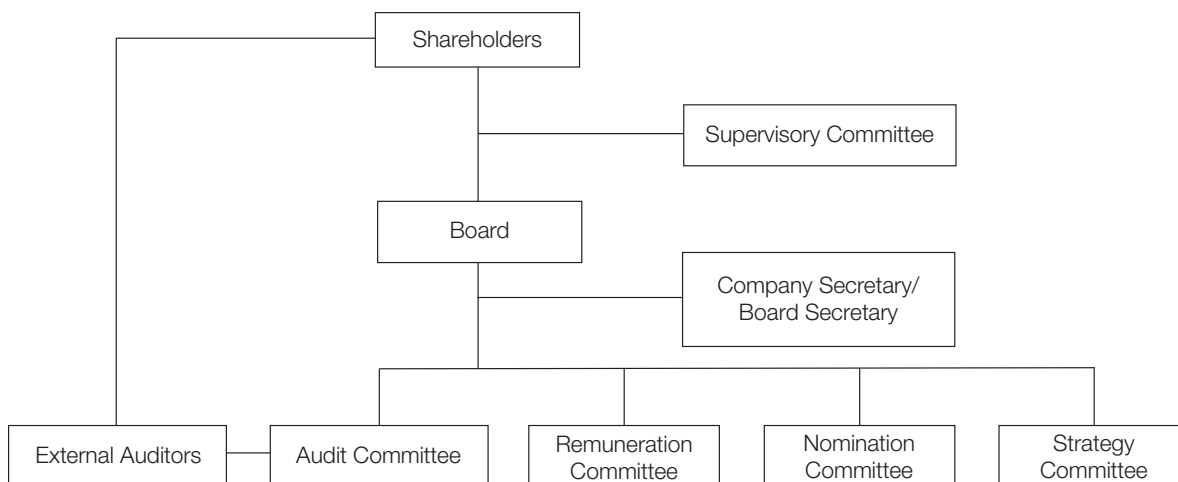 Shareholders
Supervisory Committee
Board
Company Secretary/
Board Secretary
External Auditors
Audit Committee
Remuneration
Committee
Nomination
Committee
Strategy
Committee